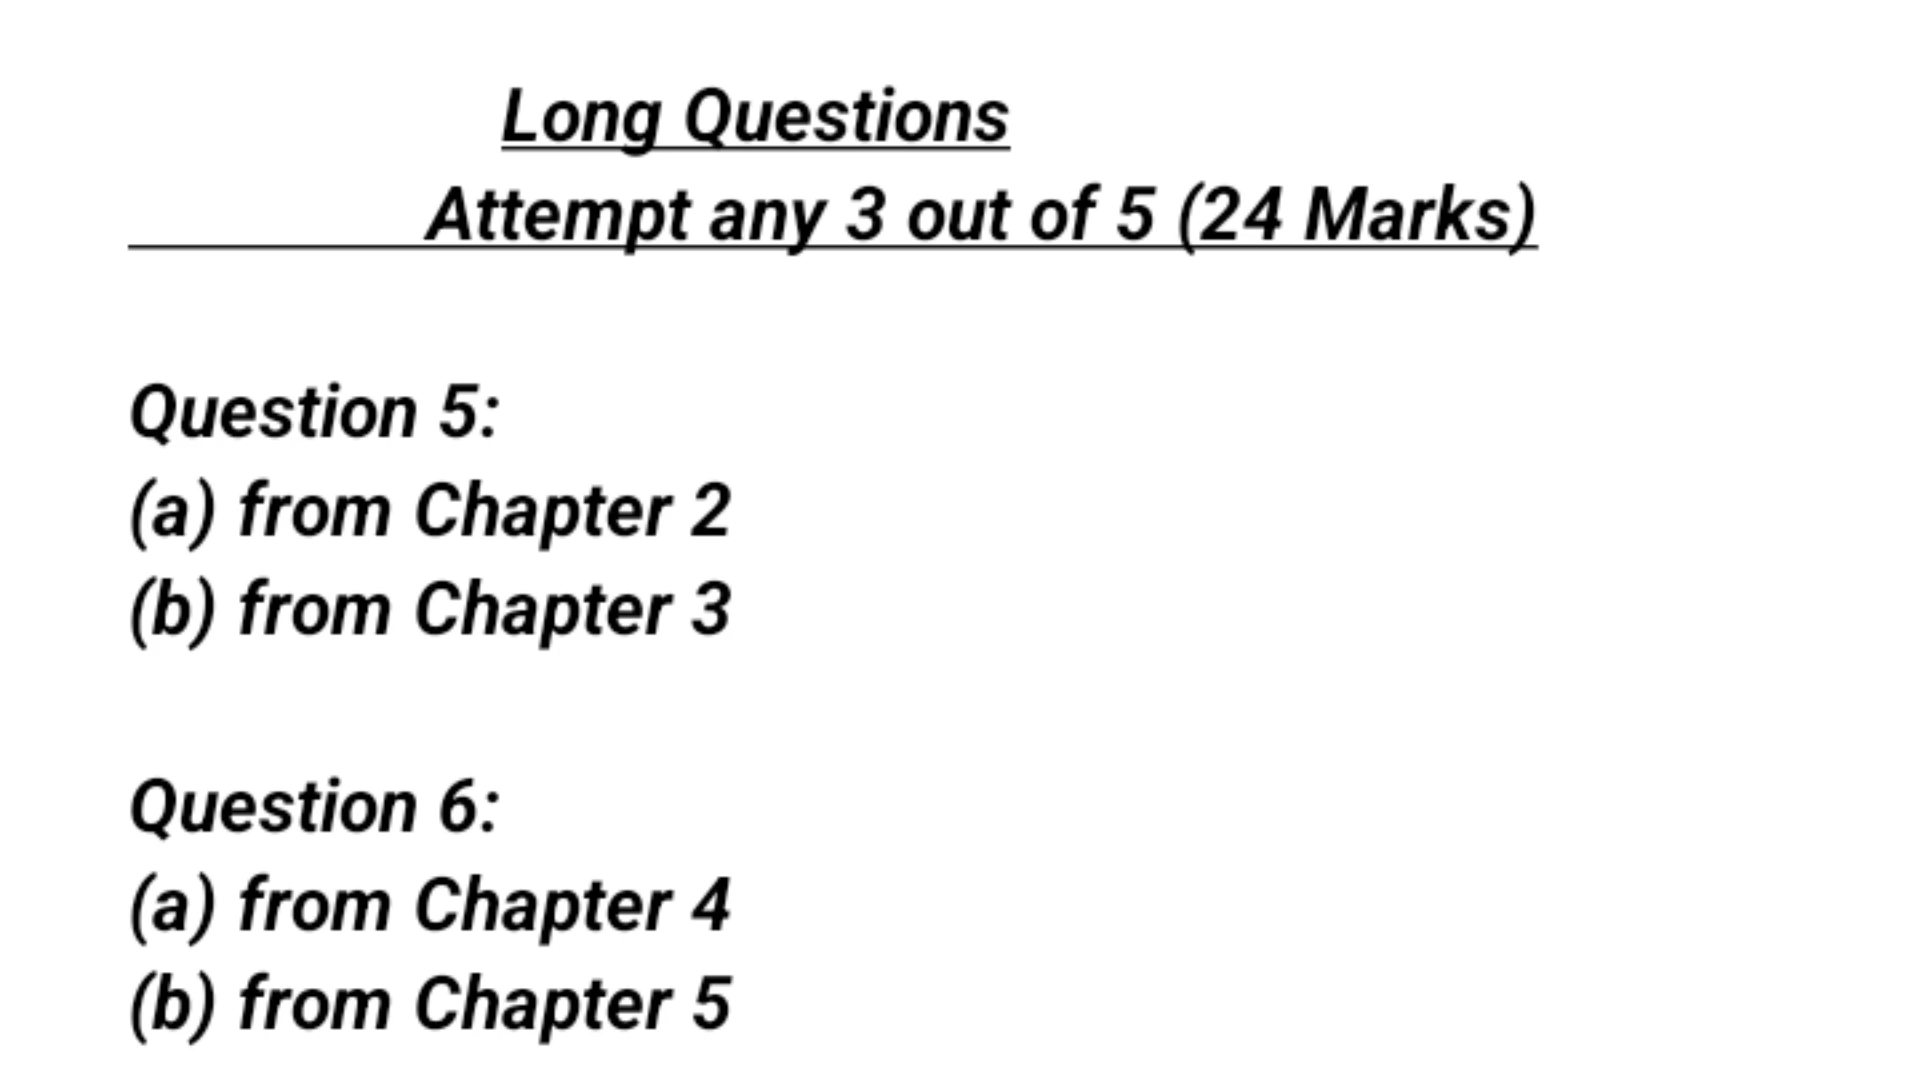 Long Questions
Attempt any 3 out of 5 (24 Marks)
Question 5:
(a) from Chapter 2
(b) from Chapter 3
Question 6:
(a) from Chapter 4
(b) from Chapter 5